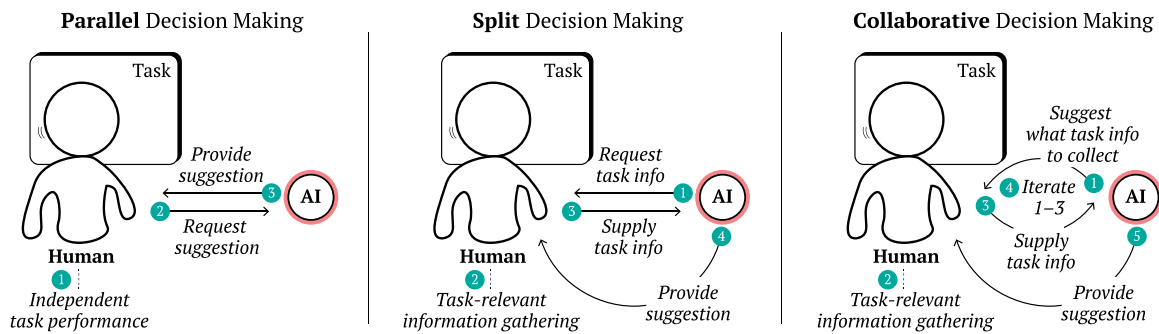 Parallel Decision Making
Task
Provide
suggestion
3
AI
2
Request
suggestion
Human
1
Independent
task performance
Split Decision Making
Task
Request
task info
1
AI
3
Supply
task info
4
Human
2
Task-relevant
information gathering
Provide
suggestion
Collaborative Decision Making
Task
Suggest
what task info
to collect
1
AI
4 Iterate
1–3
3
Supply
task info
5
Human
2
Task-relevant
information gathering
Provide
suggestion